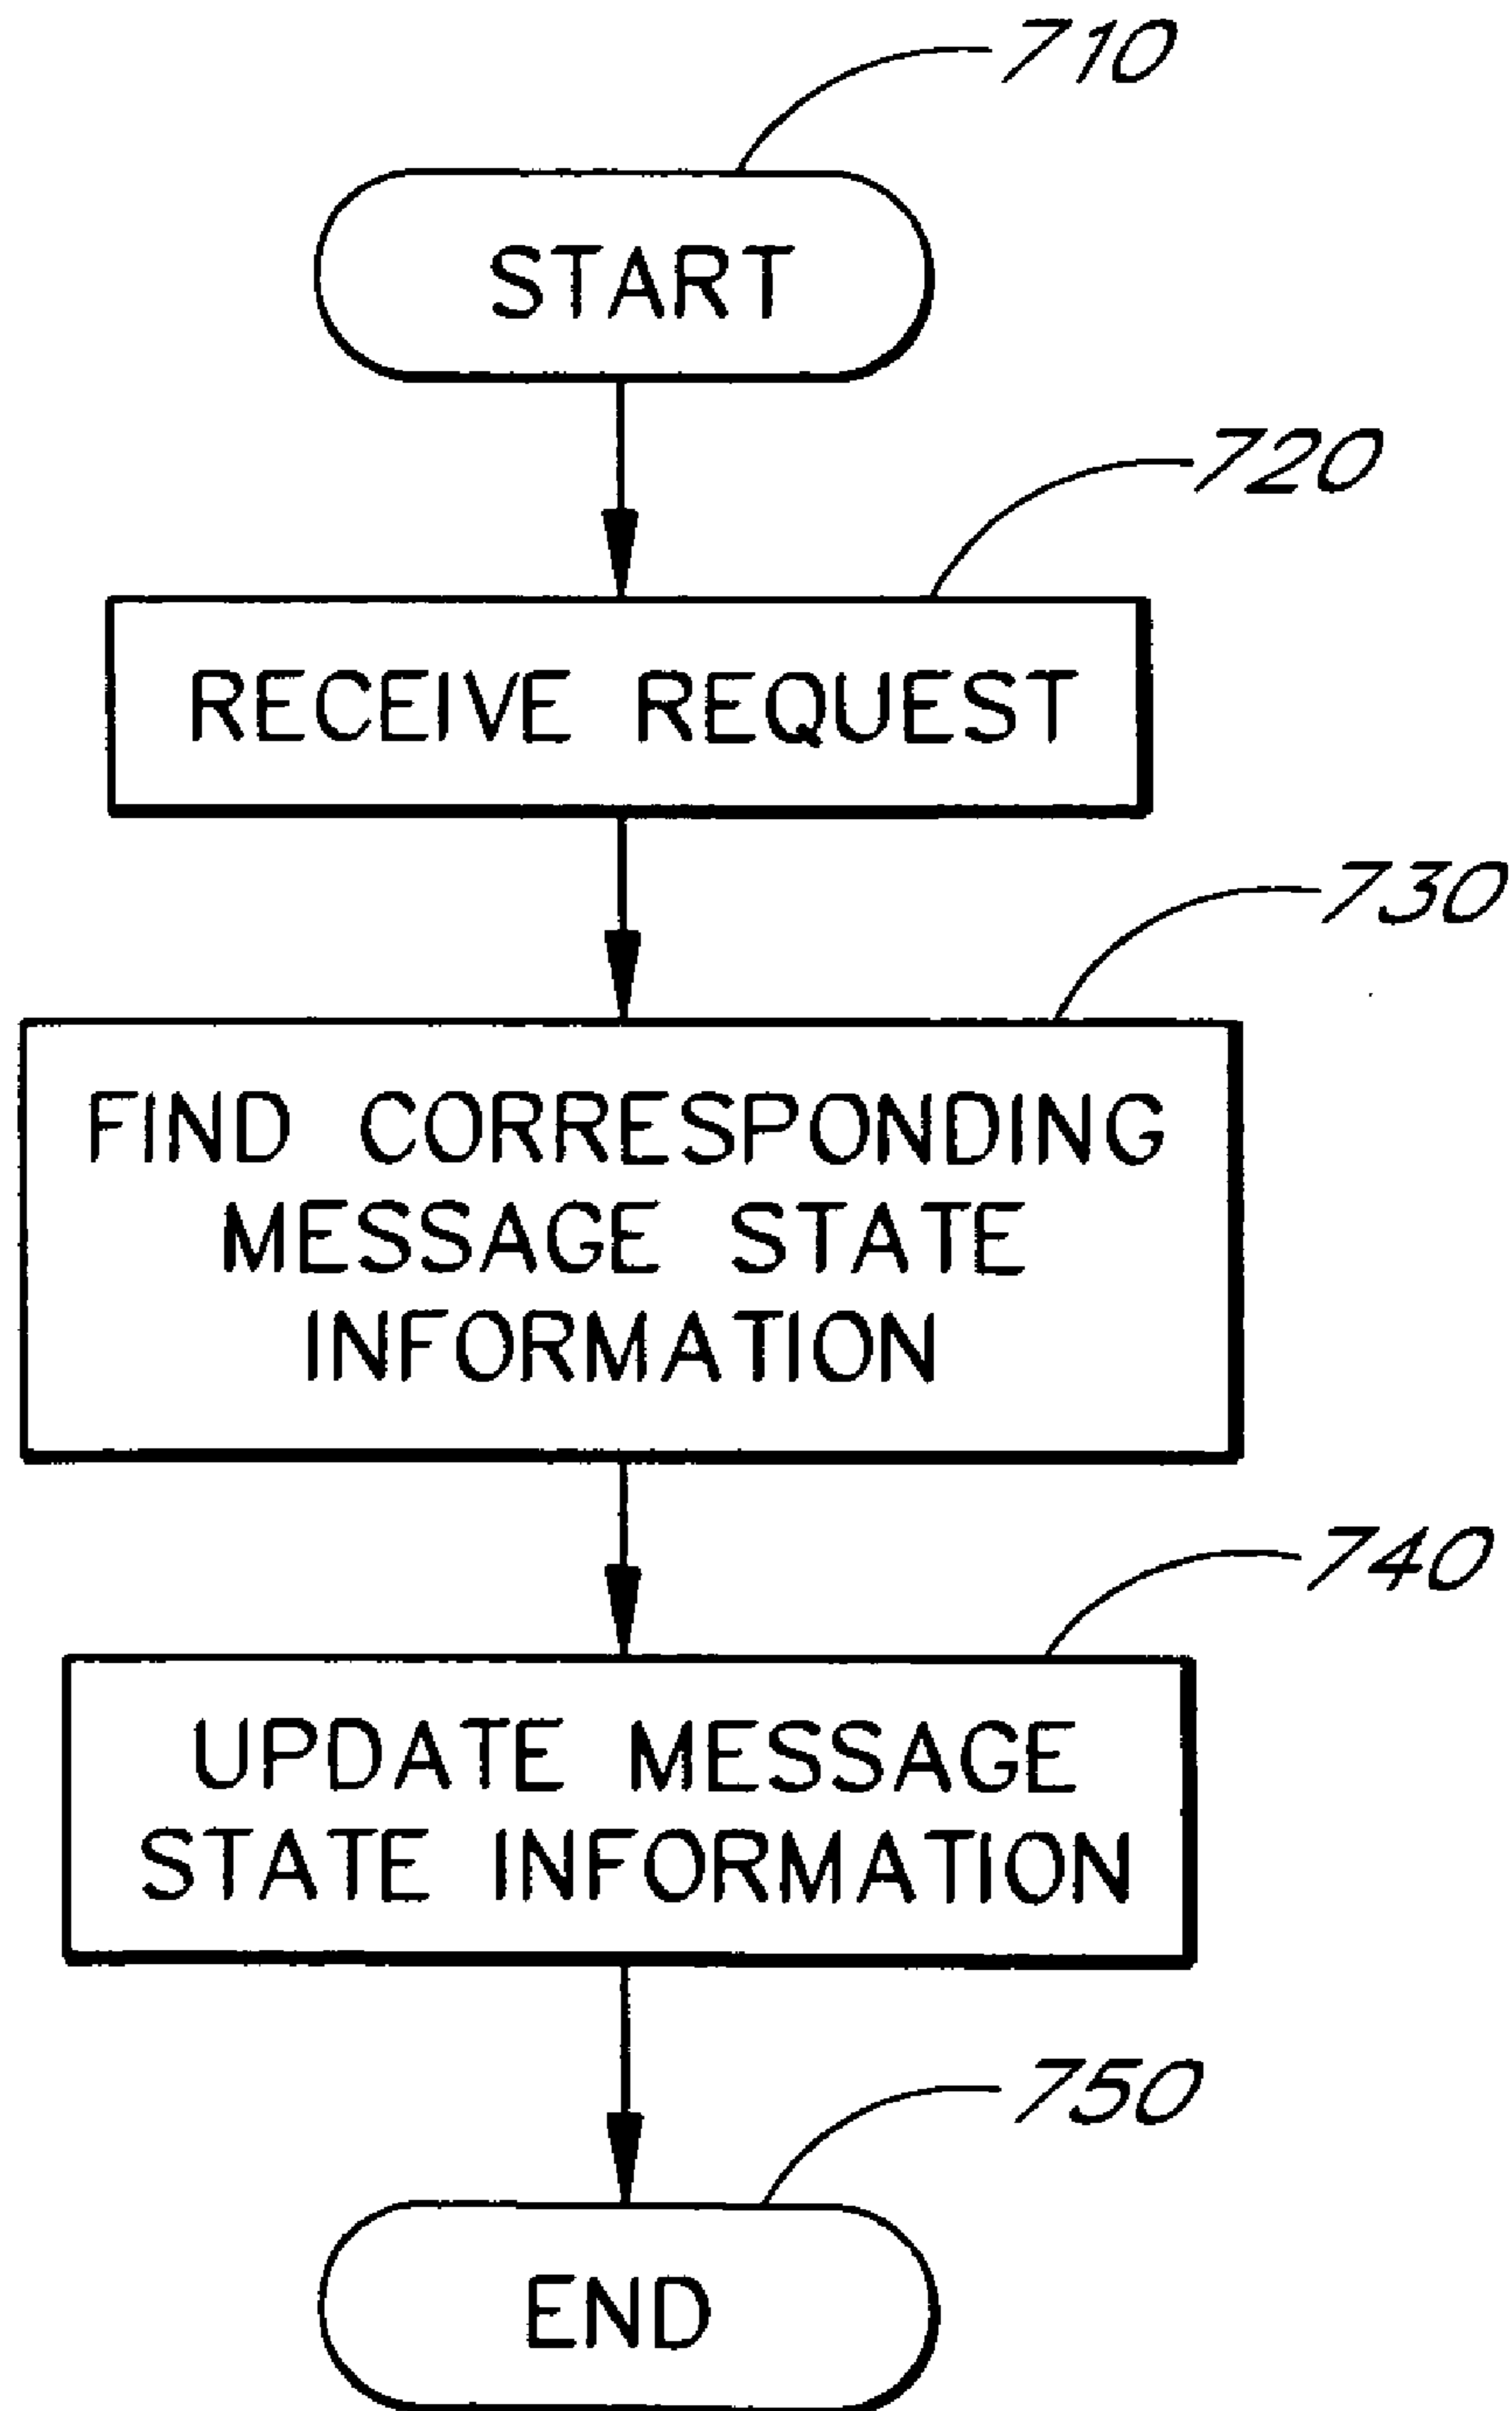 710
START
720
RECEIVE REQUEST
730
FIND CORRESPONDING
MESSAGE STATE
INFORMATION
740
UPDATE MESSAGE
STATE INFORMATION
750
END